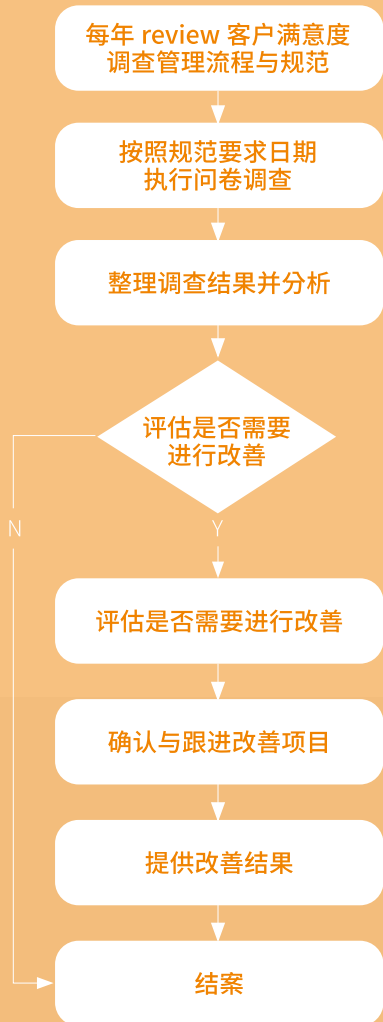 每年 review 客户满意度
调查管理流程与规范
按照规范要求日期
执行问卷调查
整理调查结果并分析
评估是否需要
进行改善
N
Y
评估是否需要进行改善
确认与跟进改善项目
提供改善结果
结案